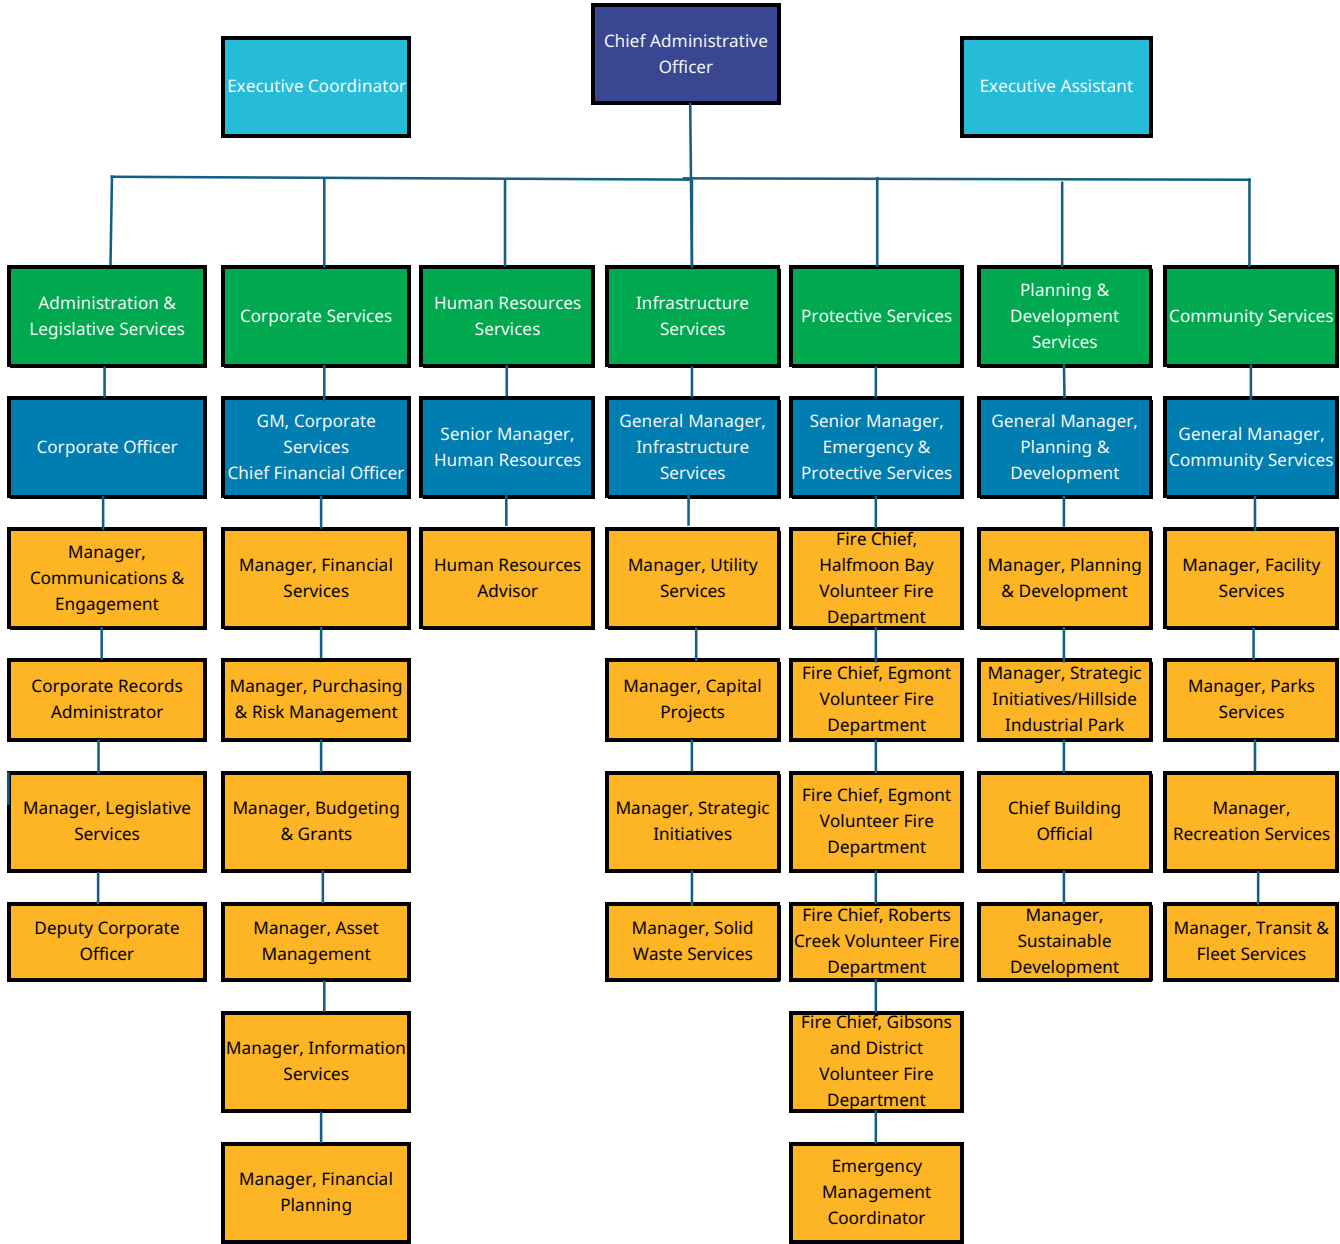 Chief Administrative
Officer
Executive Coordinator
Executive Assistant
Administration &
Legislative Services
Corporate Services
Human Resources
Services
Infrastructure
Services
Protective Services
Planning &
Development
Services
Community Services
Corporate Officer
GM, Corporate
Services
Chief Financial Officer
Senior Manager,
Human Resources
General Manager,
Infrastructure
Services
Senior Manager,
Emergency &
Protective Services
General Manager,
Planning &
Development
General Manager,
Community Services
Manager,
Communications &
Engagement
Manager, Financial
Services
Human Resources
Advisor
Manager, Utility
Services
Fire Chief,
Halfmoon Bay
Volunteer Fire
Department
Manager, Planning
& Development
Manager, Facility
Services
Corporate Records
Administrator
Manager, Purchasing
& Risk Management
Manager, Capital
Projects
Fire Chief, Egmont
Volunteer Fire
Department
Manager, Strategic
Initiatives/Hillside
Industrial Park
Manager, Parks
Services
Manager, Legislative
Services
Manager, Budgeting
& Grants
Manager, Strategic
Initiatives
Fire Chief, Egmont
Volunteer Fire
Department
Chief Building
Official
Manager,
Recreation Services
Deputy Corporate
Officer
Manager, Asset
Management
Manager, Solid
Waste Services
Fire Chief, Roberts
Creek Volunteer Fire
Department
Manager,
Sustainable
Development
Manager, Transit &
Fleet Services
Manager, Information
Services
Fire Chief, Gibsons
and District
Volunteer Fire
Department
Manager, Financial
Planning
Emergency
Management
Coordinator